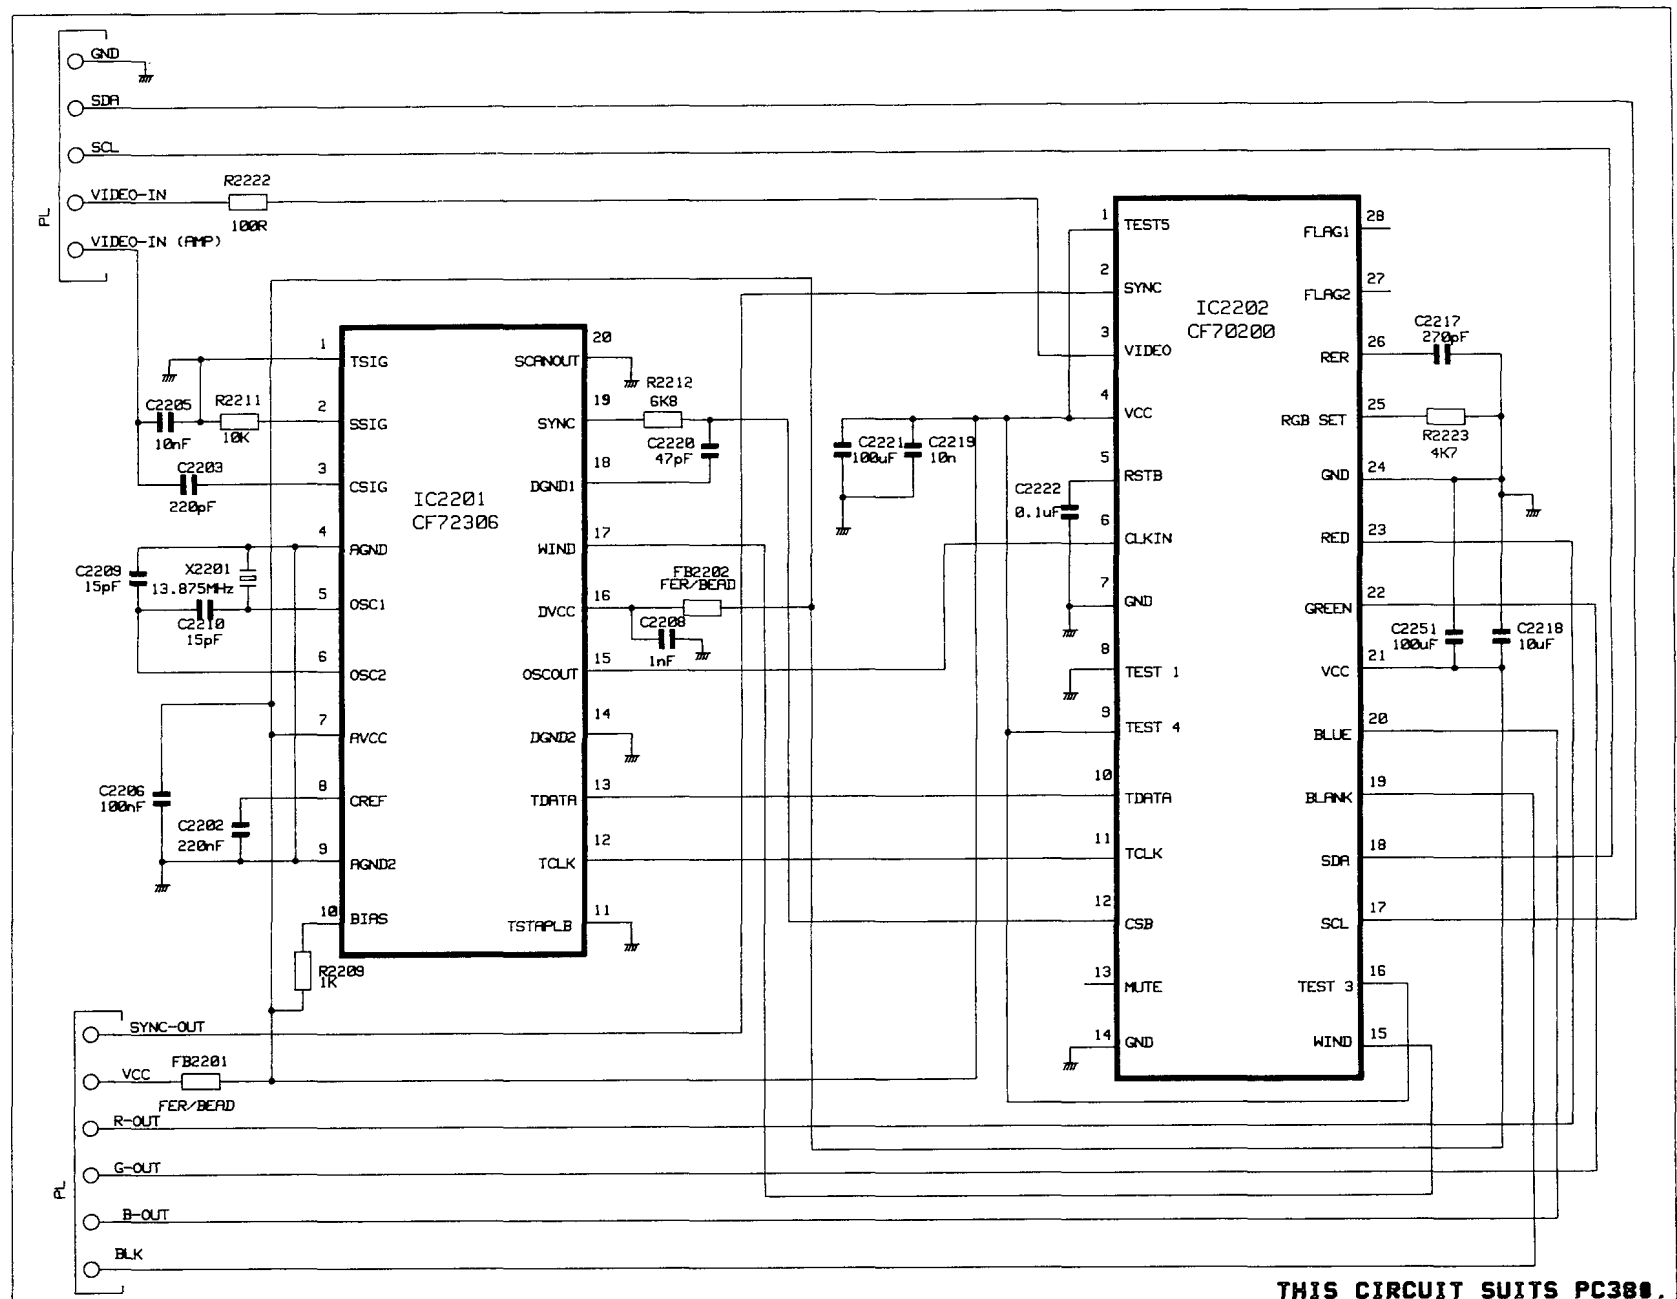 GND
SDA
SCL
VIDEO-IN
R2222
100R
VIDEO-IN (AMP)
PL
IC2201
CF72306
1 TSIG
2 SSIG
3 CSIG
4 AGND
5 OSC1
6 OSC2
7 AVCC
8 CREF
9 AGND2
10 BIAS
20 SCANOUT
19 SYNC
18 DGND1
17 WIND
16 DVCC
15 OSCOUT
14 DGND2
13 TDATA
12 TCLK
11 TSTAPLB
C2205
10nF
R2211
10K
C2203
220pF
C2209
15pF
X2201
13.875MHz
C2210
15pF
C2206
100nF
C2202
220nF
R2209
1K
R2212
6K8
C2220
47pF
FB2202
FER/BEAD
C2208
1nF
C2221
100uF
C2219
10n
C2222
0.1uF
IC2202
CF70200
1 TEST5
2 SYNC
3 VIDEO
4 VCC
5 RSTB
6 CLKIN
7 GND
8 TEST 1
9 TEST 4
10 TDATA
11 TCLK
12 CSB
13 MUTE
14 GND
28 FLAG1
27 FLAG2
26 RER
25 RGB SET
24 GND
23 RED
22 GREEN
21 VCC
20 BLUE
19 BLANK
18 SDA
17 SCL
16 TEST 3
15 WIND
C2217
270pF
R2223
4K7
C2251
100uF
C2218
10uF
SYNC-OUT
VCC
FB2201
FER/BEAD
R-OUT
G-OUT
PL
B-OUT
BLK
THIS CIRCUIT SUITS